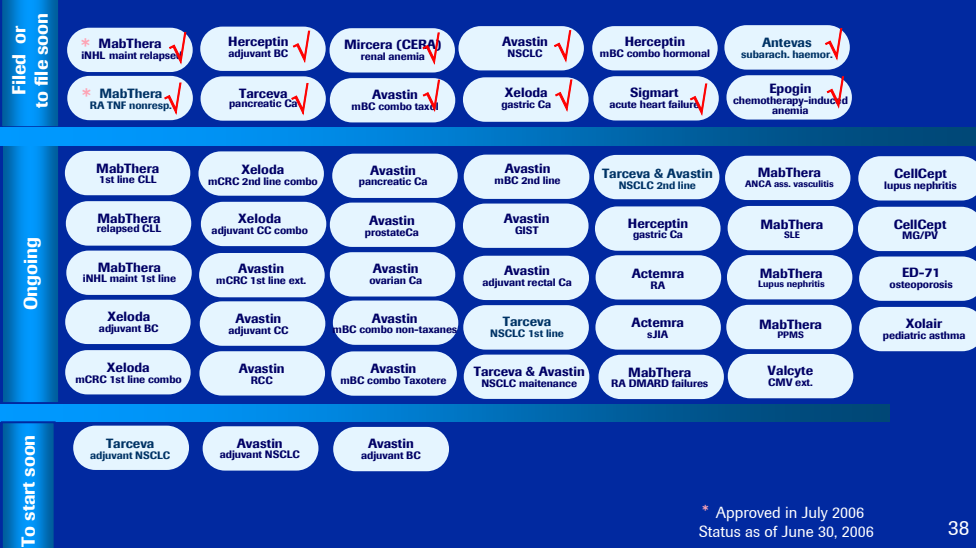 Filed or
to file soon
* MabThera
iNHL maint relapsed
Herceptin
adjuvant BC
Mircera (CERA)
renal anemia
Avastin
NSCLC
Herceptin
mBC combo hormonal
Antevas
subarach. haemor.
* MabThera
RA TNF nonresp.
Tarceva
pancreatic Ca
Avastin
mBC combo taxol
Xeloda
gastric Ca
Sigmart
acute heart failure
Epogin
chemotherapy-induced
anemia
Ongoing
MabThera
1st line CLL
Xeloda
mCRC 2nd line combo
Avastin
pancreatic Ca
Avastin
mBC 2nd line
Tarceva & Avastin
NSCLC 2nd line
MabThera
ANCA ass. vasculitis
CellCept
lupus nephritis
MabThera
relapsed CLL
Xeloda
adjuvant CC combo
Avastin
prostateCa
Avastin
GIST
Herceptin
gastric Ca
MabThera
SLE
CellCept
MG/PV
MabThera
iNHL maint 1st line
Avastin
mCRC 1st line ext.
Avastin
ovarian Ca
Avastin
adjuvant rectal Ca
Actemra
RA
MabThera
Lupus nephritis
ED-71
osteoporosis
Xeloda
adjuvant BC
Avastin
adjuvant CC
Avastin
mBC combo non-taxanes
Tarceva
NSCLC 1st line
Actemra
sJIA
MabThera
PPMS
Xolair
pediatric asthma
Xeloda
mCRC 1st line combo
Avastin
RCC
Avastin
mBC combo Taxotere
Tarceva & Avastin
NSCLC maitenance
MabThera
RA DMARD failures
Valcyte
CMV ext.
To start soon
Tarceva
adjuvant NSCLC
Avastin
adjuvant NSCLC
Avastin
adjuvant BC
* Approved in July 2006
Status as of June 30, 2006
38